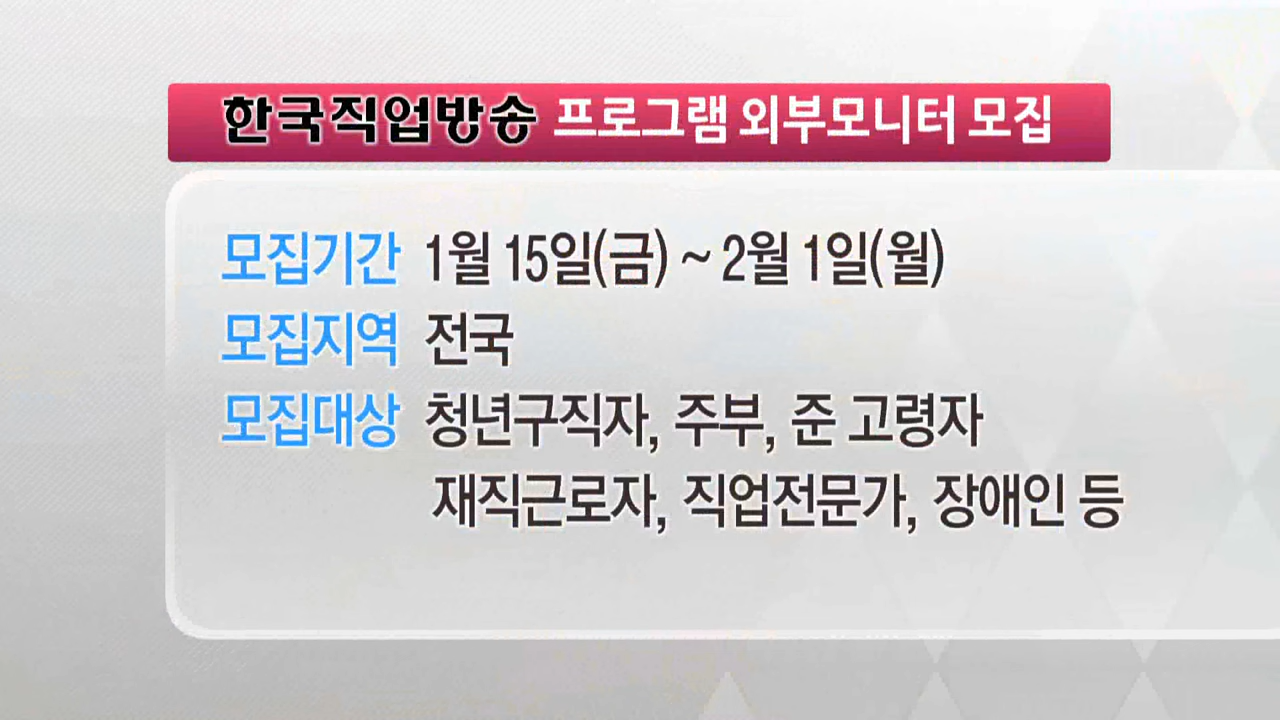 한국직업방송 프로그램 외부모니터 모집
모집기간 1월 15일(금) ~ 2월 1일(월)
모집지역 전국
모집대상 청년구직자, 주부, 준 고령자
재직근로자, 직업전문가, 장애인 등